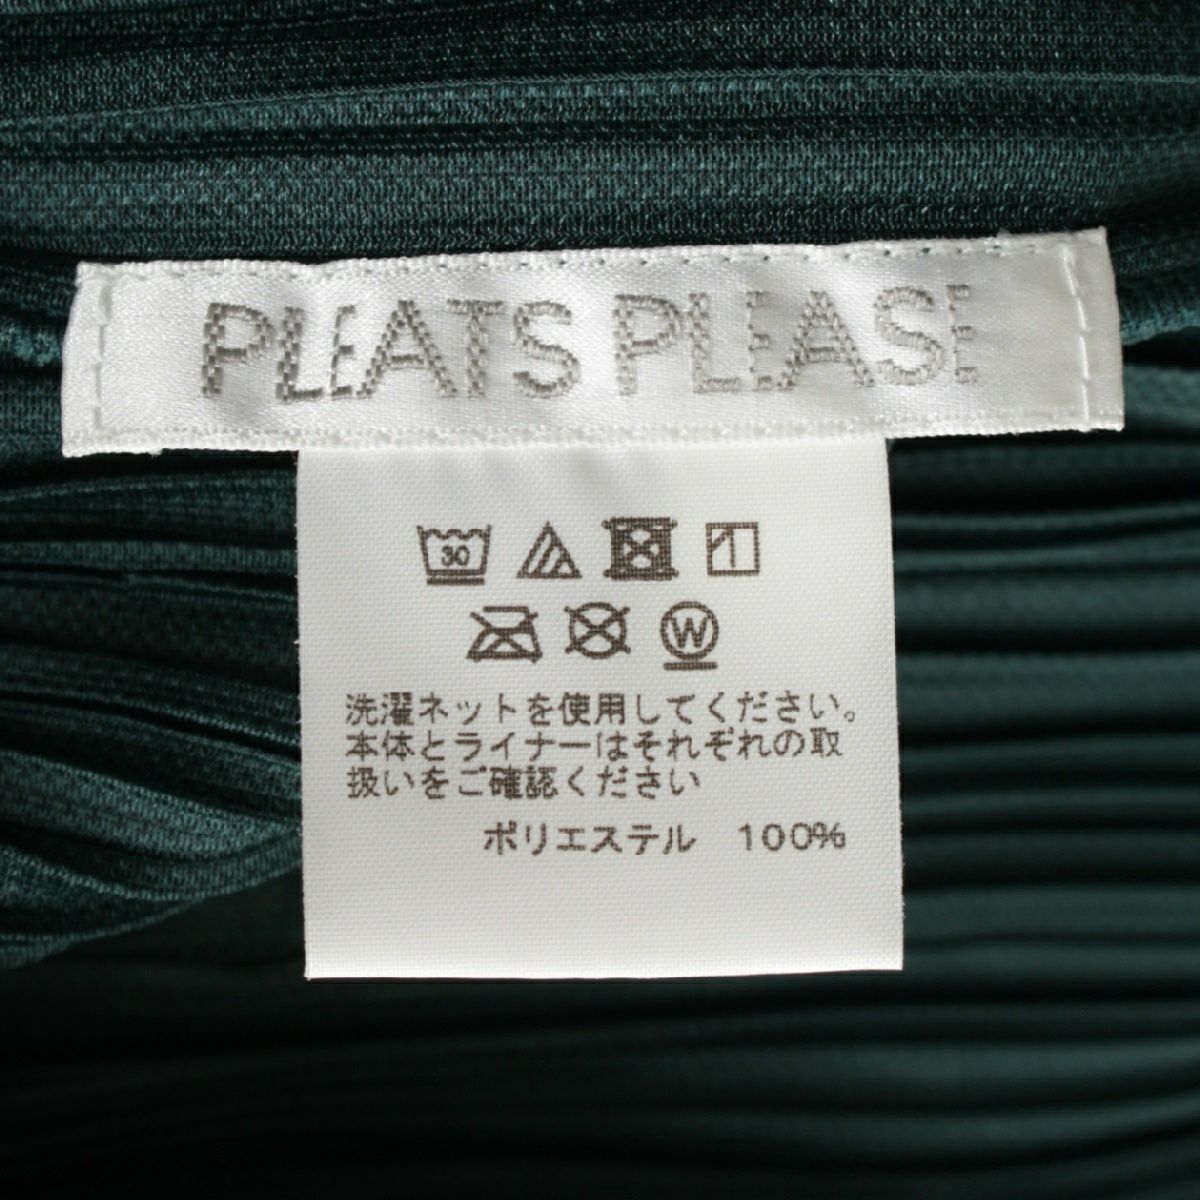 PLEATS PLEASE
30
W
洗濯ネットを使用してください。
本体とライナーはそれぞれの取
扱いをご確認ください
ポリエステル 100%